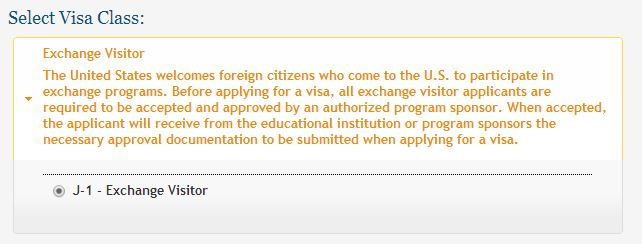 Select Visa Class:
Exchange Visitor
The United States welcomes foreign citizens who come to the U.S. to participate in
exchange programs. Before applying for a visa, all exchange visitor applicants are
required to be accepted and approved by an authorized program sponsor. When accepted,
the applicant will receive from the educational institution or program sponsors the
necessary approval documentation to be submitted when applying for a visa.
J-1 - Exchange Visitor